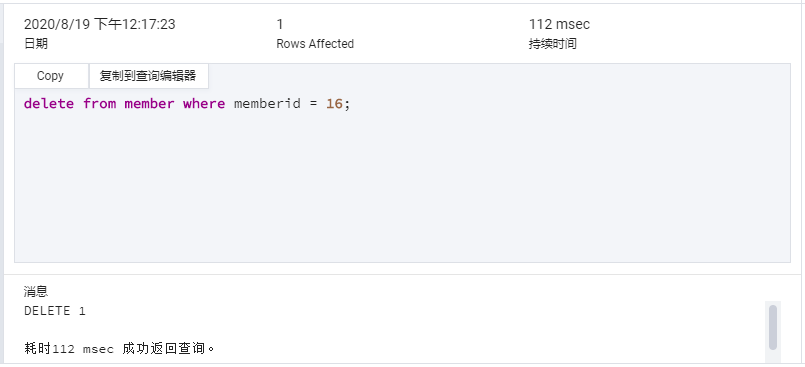 2020/8/19 下午12:17:23 1 112 msec
日期 Rows Affected 持续时间
Copy 复制到查询编辑器
delete from member where memberid = 16;
消息
DELETE 1
耗时112 msec 成功返回查询。